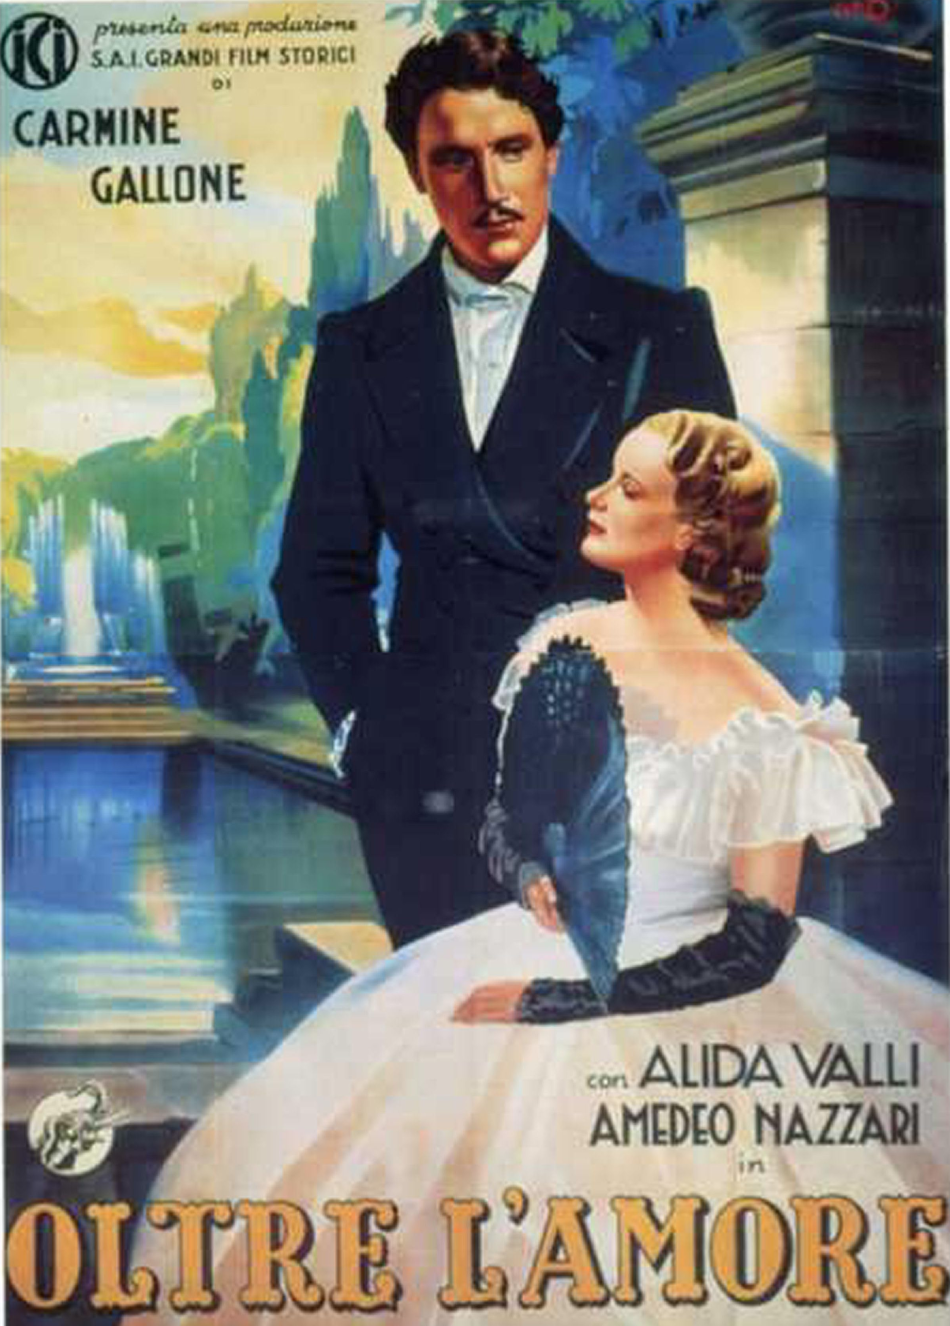 ICI
presenta una produzione
S.A.I. GRANDI FILM STORICI
DI
CARMINE
GALLONE
con ALIDA VALLI
AMEDEO NAZZARI
in
OLTRE L'AMORE